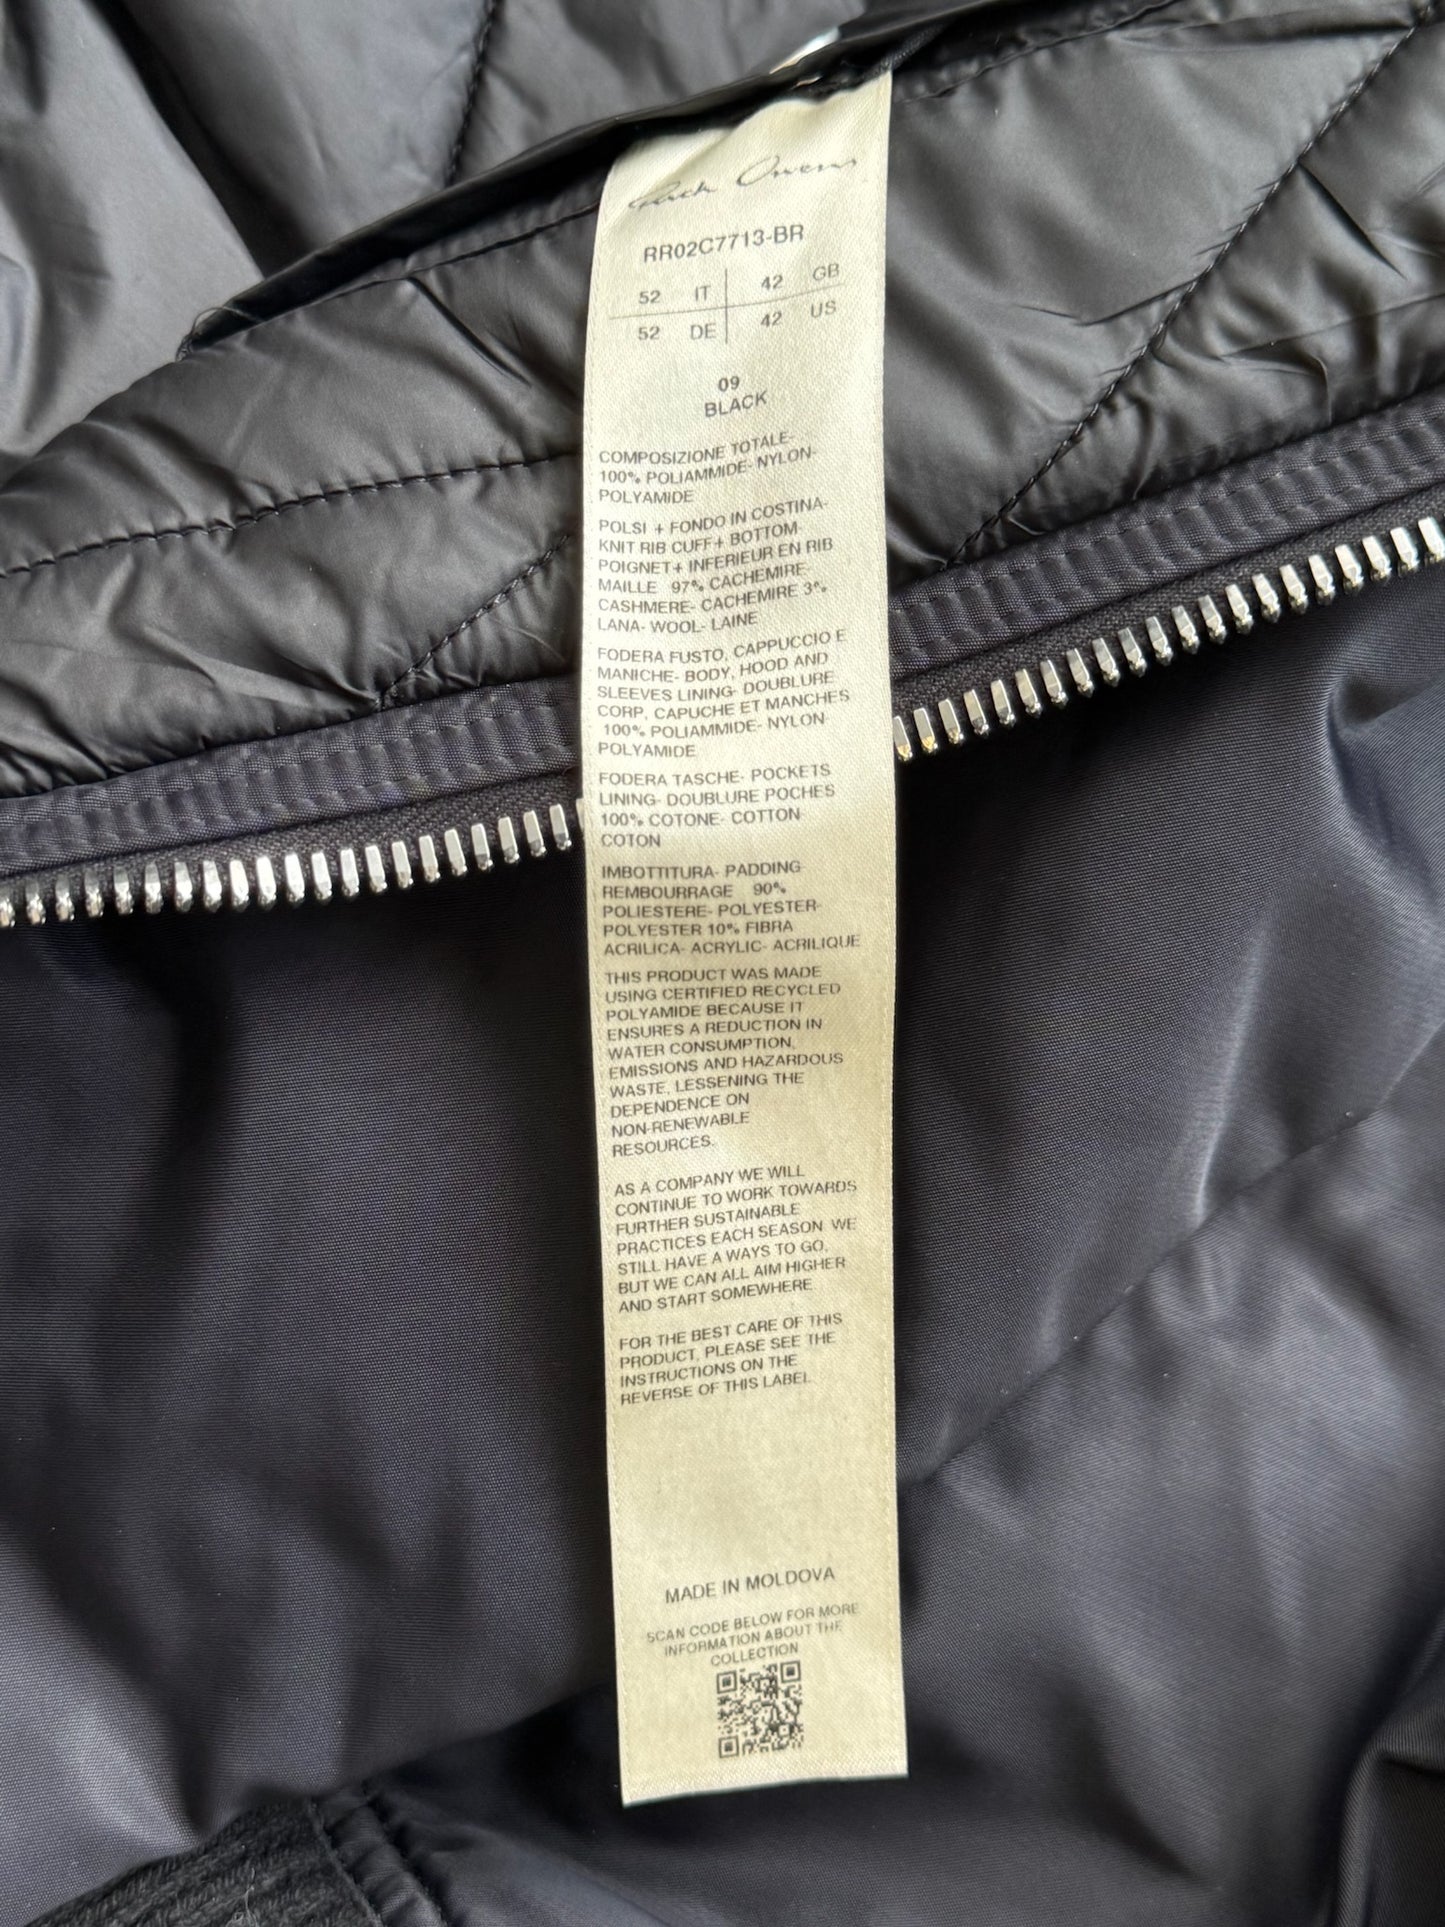 Rick Owens
RR02C7713-BR
52 IT 42 GB
52 DE 42 US
09
BLACK
COMPOSIZIONE TOTALE-
100% POLIAMMIDE- NYLON-
POLYAMIDE
POLSI + FONDO IN COSTINA-
KNIT RIB CUFF+ BOTTOM-
POIGNET+ INFERIEUR EN RIB
MAILLE 97% CACHEMIRE-
CASHMERE- CACHEMIRE 3%
LANA- WOOL- LAINE
FODERA FUSTO, CAPPUCCIO E
MANICHE- BODY, HOOD AND
SLEEVES LINING- DOUBLURE
CORP, CAPUCHE ET MANCHES
100% POLIAMMIDE- NYLON-
POLYAMIDE
FODERA TASCHE- POCKETS
LINING- DOUBLURE POCHES
100% COTONE- COTTON
COTON
IMBOTTITURA- PADDING
REMBOURRAGE 90%
POLIESTERE- POLYESTER-
POLYESTER 10% FIBRA
ACRILICA- ACRYLIC- ACRILIQUE
THIS PRODUCT WAS MADE
USING CERTIFIED RECYCLED
POLYAMIDE BECAUSE IT
ENSURES A REDUCTION IN
WATER CONSUMPTION,
EMISSIONS AND HAZARDOUS
WASTE, LESSENING THE
DEPENDENCE ON
NON-RENEWABLE
RESOURCES.
AS A COMPANY WE WILL
CONTINUE TO WORK TOWARDS
FURTHER SUSTAINABLE
PRACTICES EACH SEASON WE
STILL HAVE A WAYS TO GO,
BUT WE CAN ALL AIM HIGHER
AND START SOMEWHERE
FOR THE BEST CARE OF THIS
PRODUCT, PLEASE SEE THE
INSTRUCTIONS ON THE
REVERSE OF THIS LABEL
MADE IN MOLDOVA
SCAN CODE BELOW FOR MORE
INFORMATION ABOUT THE
COLLECTION